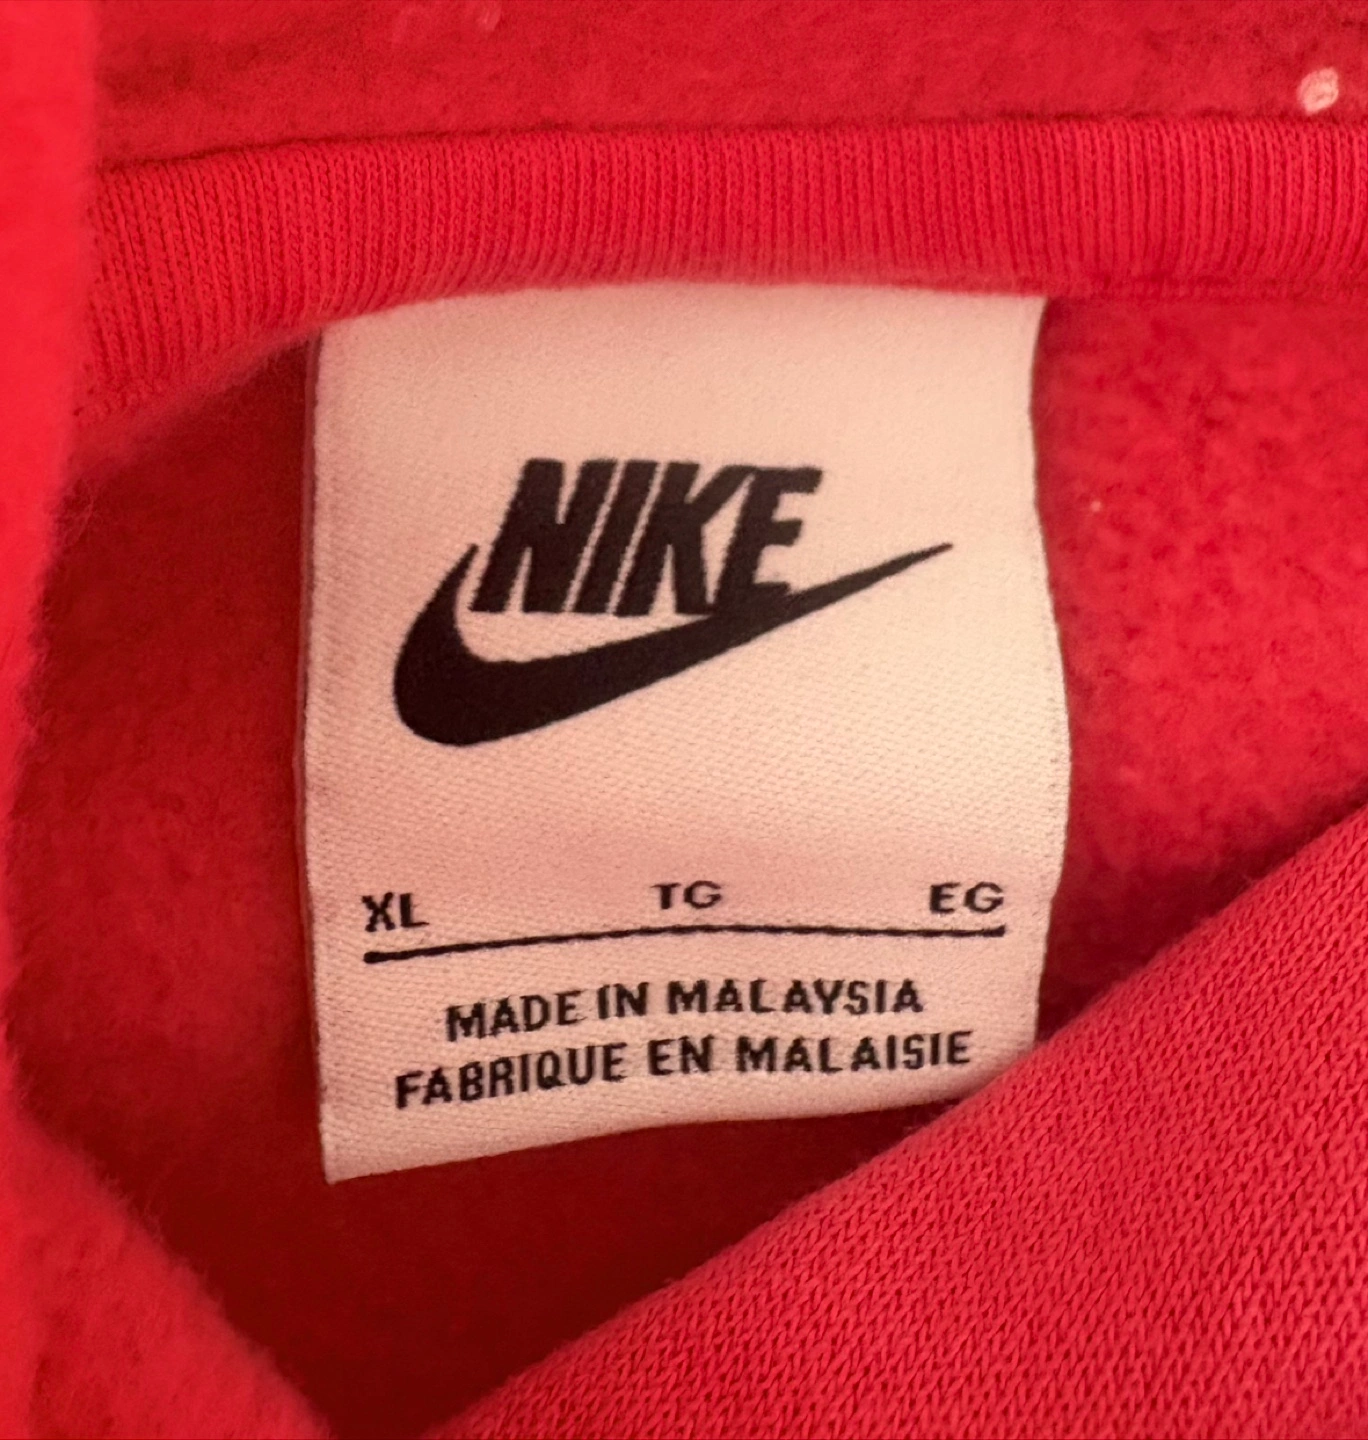 NIKE
XL TG EG
MADE IN MALAYSIA
FABRIQUE EN MALAISIE